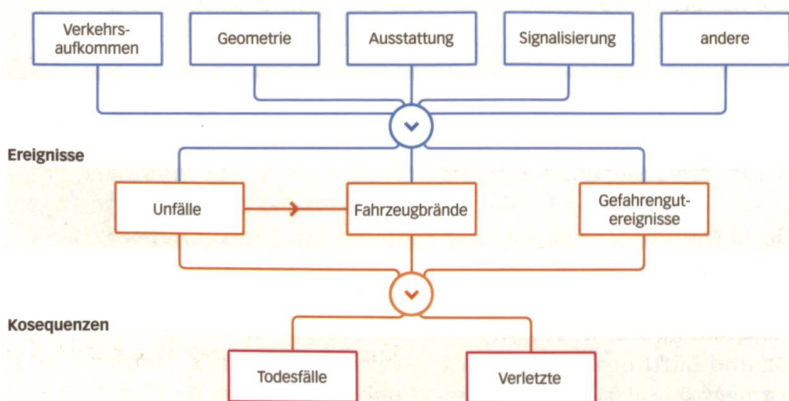 Verkehrs-
aufkommen
Geometrie
Ausstattung
Signalisierung
andere
Ereignisse
Unfälle
Fahrzeugbrände
Gefahrengut-
ereignisse
Kosequenzen
Todesfälle
Verletzte